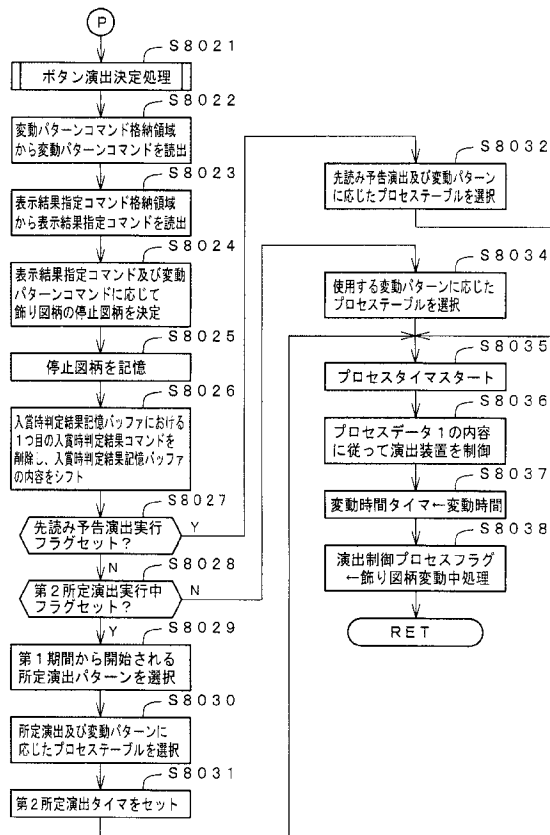 P
S8021
ボタン演出決定処理
S8022
変動パターンコマンド格納領域
から変動パターンコマンドを読出
S8023
表示結果指定コマンド格納領域
から表示結果指定コマンドを読出
S8024
表示結果指定コマンド及び変動
パターンコマンドに応じて
飾り図柄の停止図柄を決定
S8025
停止図柄を記憶
S8026
入賞時判定結果記憶バッファにおける
1つ目の入賞時判定結果コマンドを
削除し、入賞時判定結果記憶バッファ
の内容をシフト
S8027
先読み予告演出実行
フラグセット?
Y
N
S8028
第2所定演出実行中
フラグセット?
N
Y
S8029
第1期間から開始される
所定演出パターンを選択
S8030
所定演出及び変動パターンに
応じたプロセステーブルを選択
S8031
第2所定演出タイマをセット
S8032
先読み予告演出及び変動パターン
に応じたプロセステーブルを選択
S8034
使用する変動パターンに応じた
プロセステーブルを選択
S8035
プロセスタイマスタート
S8036
プロセスデータ1の内容
に従って演出装置を制御
S8037
変動時間タイマ←変動時間
S8038
演出制御プロセスフラグ
←飾り図柄変動中処理
RET